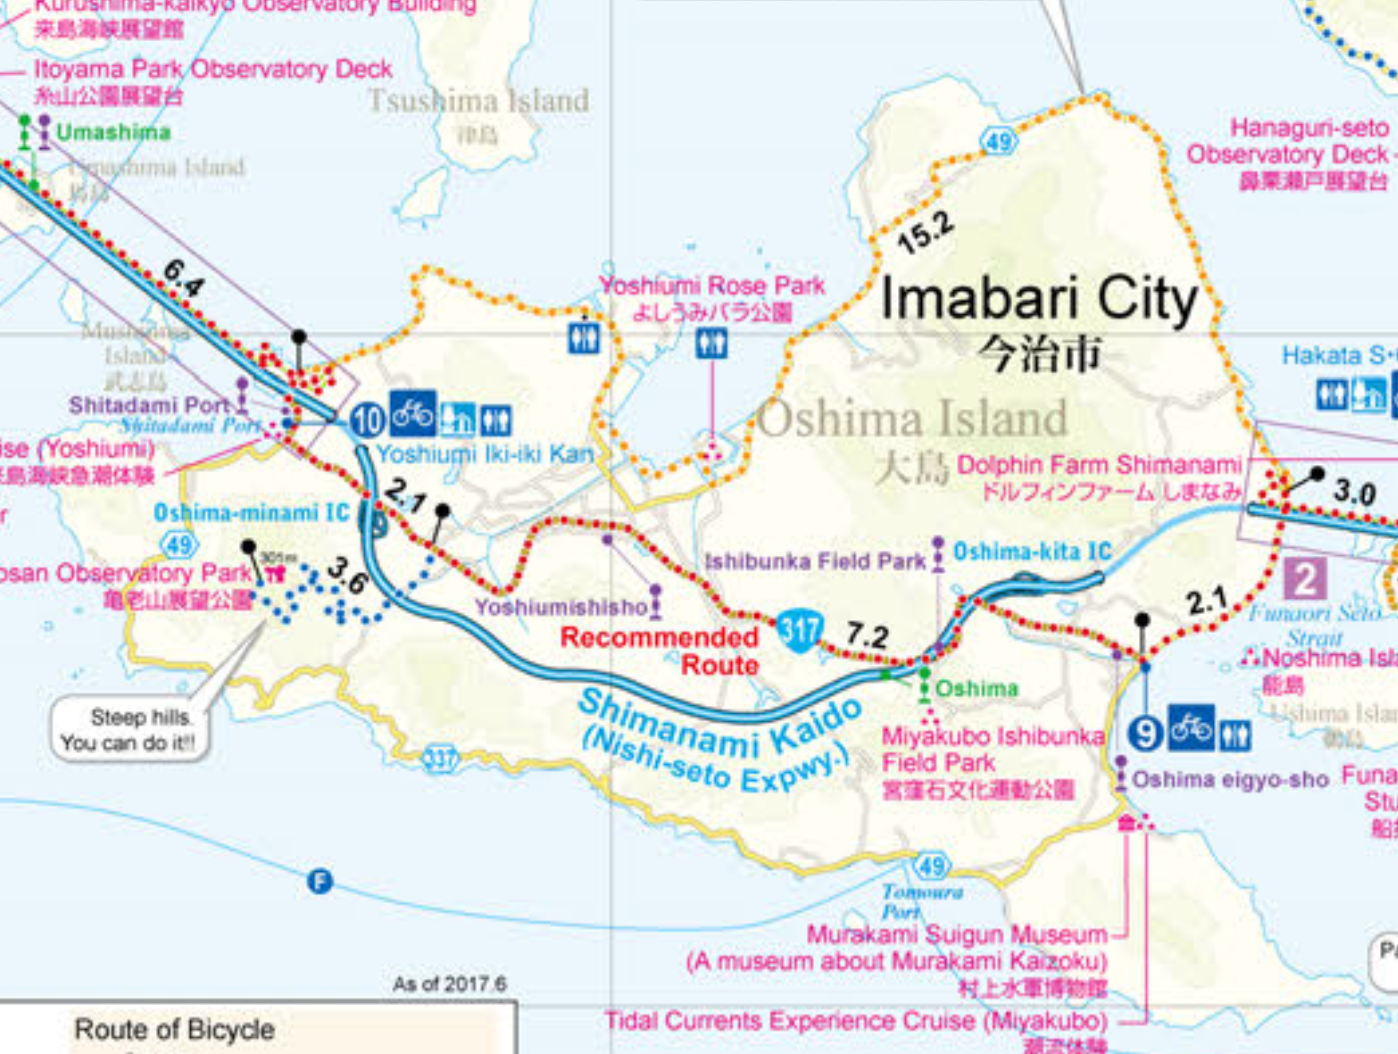 Kurushima-kaikyo Observatory Building
来島海峡展望館
Itoyama Park Observatory Deck
糸山公園展望台
Umashima
Umashima Island
馬島
Tsushima Island
津島
49
Hanaguri-seto
Observatory Deck
鼻栗瀬戸展望台
15.2
6.4
Imabari City
今治市
Yoshiumi Rose Park
よしうみバラ公園
Mushijima
Island
武志島
Hakata S
Shitadami Port
Shitadami Port
10
Yoshiumi Iki-iki Kan
Oshima Island
大島
ise (Yoshiumi)
来島海峡急潮体験
r
Dolphin Farm Shimanami
ドルフィンファーム しまなみ
3.0
2.1
Oshima-minami IC
49
301m
osan Observatory Park
亀老山展望公園
3.6
Ishibunka Field Park
Oshima-kita IC
2
Yoshiumishisho
Recommended
Route
317
7.2
2.1
Funaori Seto
Strait
Noshima Isla
能島
Ushima Islan
鵜島
Oshima
Steep hills.
You can do it!!
Shimanami Kaido
(Nishi-seto Expwy.)
337
Miyakubo Ishibunka
Field Park
宮窪石文化運動公園
9
Oshima eigyo-sho
Funa
Stu
船折
F
49
Tomoura
Port
Murakami Suigun Museum
(A museum about Murakami Kaizoku)
村上水軍博物館
Pa
As of 2017.6
Tidal Currents Experience Cruise (Miyakubo)
潮流体験
Route of Bicycle